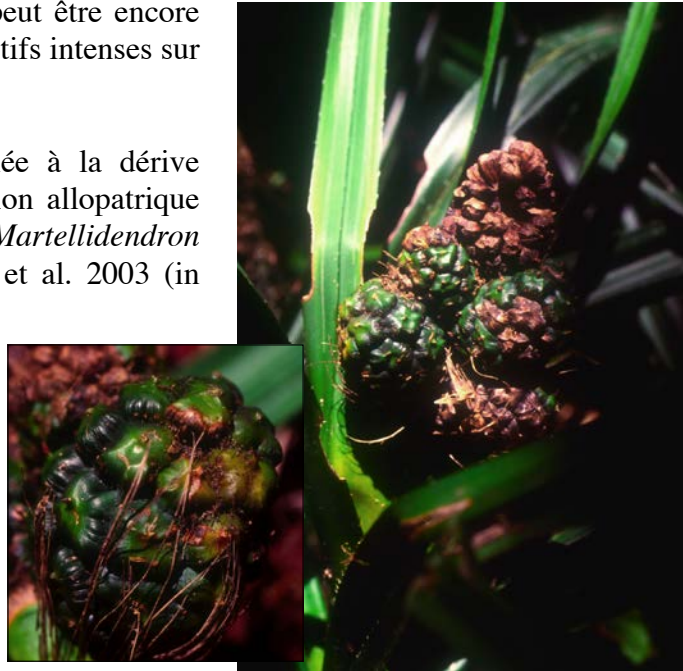 peut être encore
tifs intenses sur
ée à la dérive
on allopatrique
Martellidendron
et al. 2003 (in